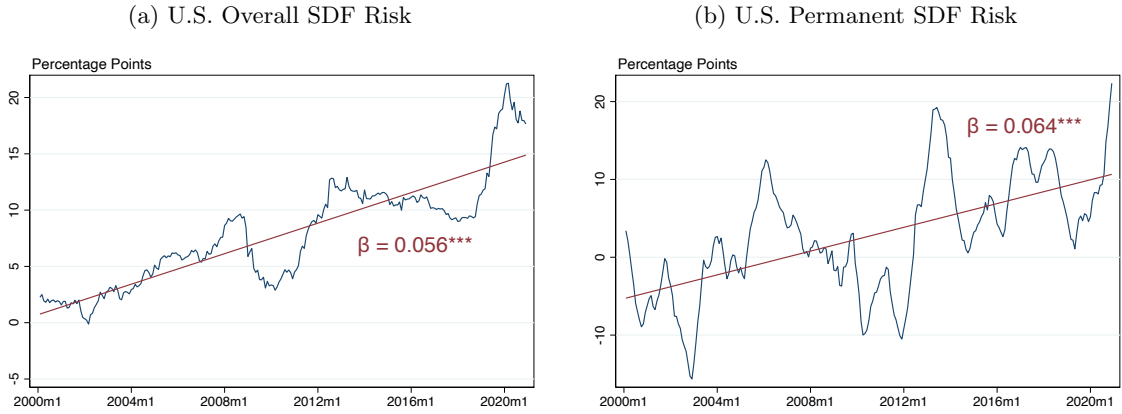 (a) U.S. Overall SDF Risk
Percentage Points
20
15
10
5
0
-5
β = 0.056***
2000m1 2004m1 2008m1 2012m1 2016m1 2020m1
(b) U.S. Permanent SDF Risk
Percentage Points
20
10
0
-10
β = 0.064***
2000m1 2004m1 2008m1 2012m1 2016m1 2020m1